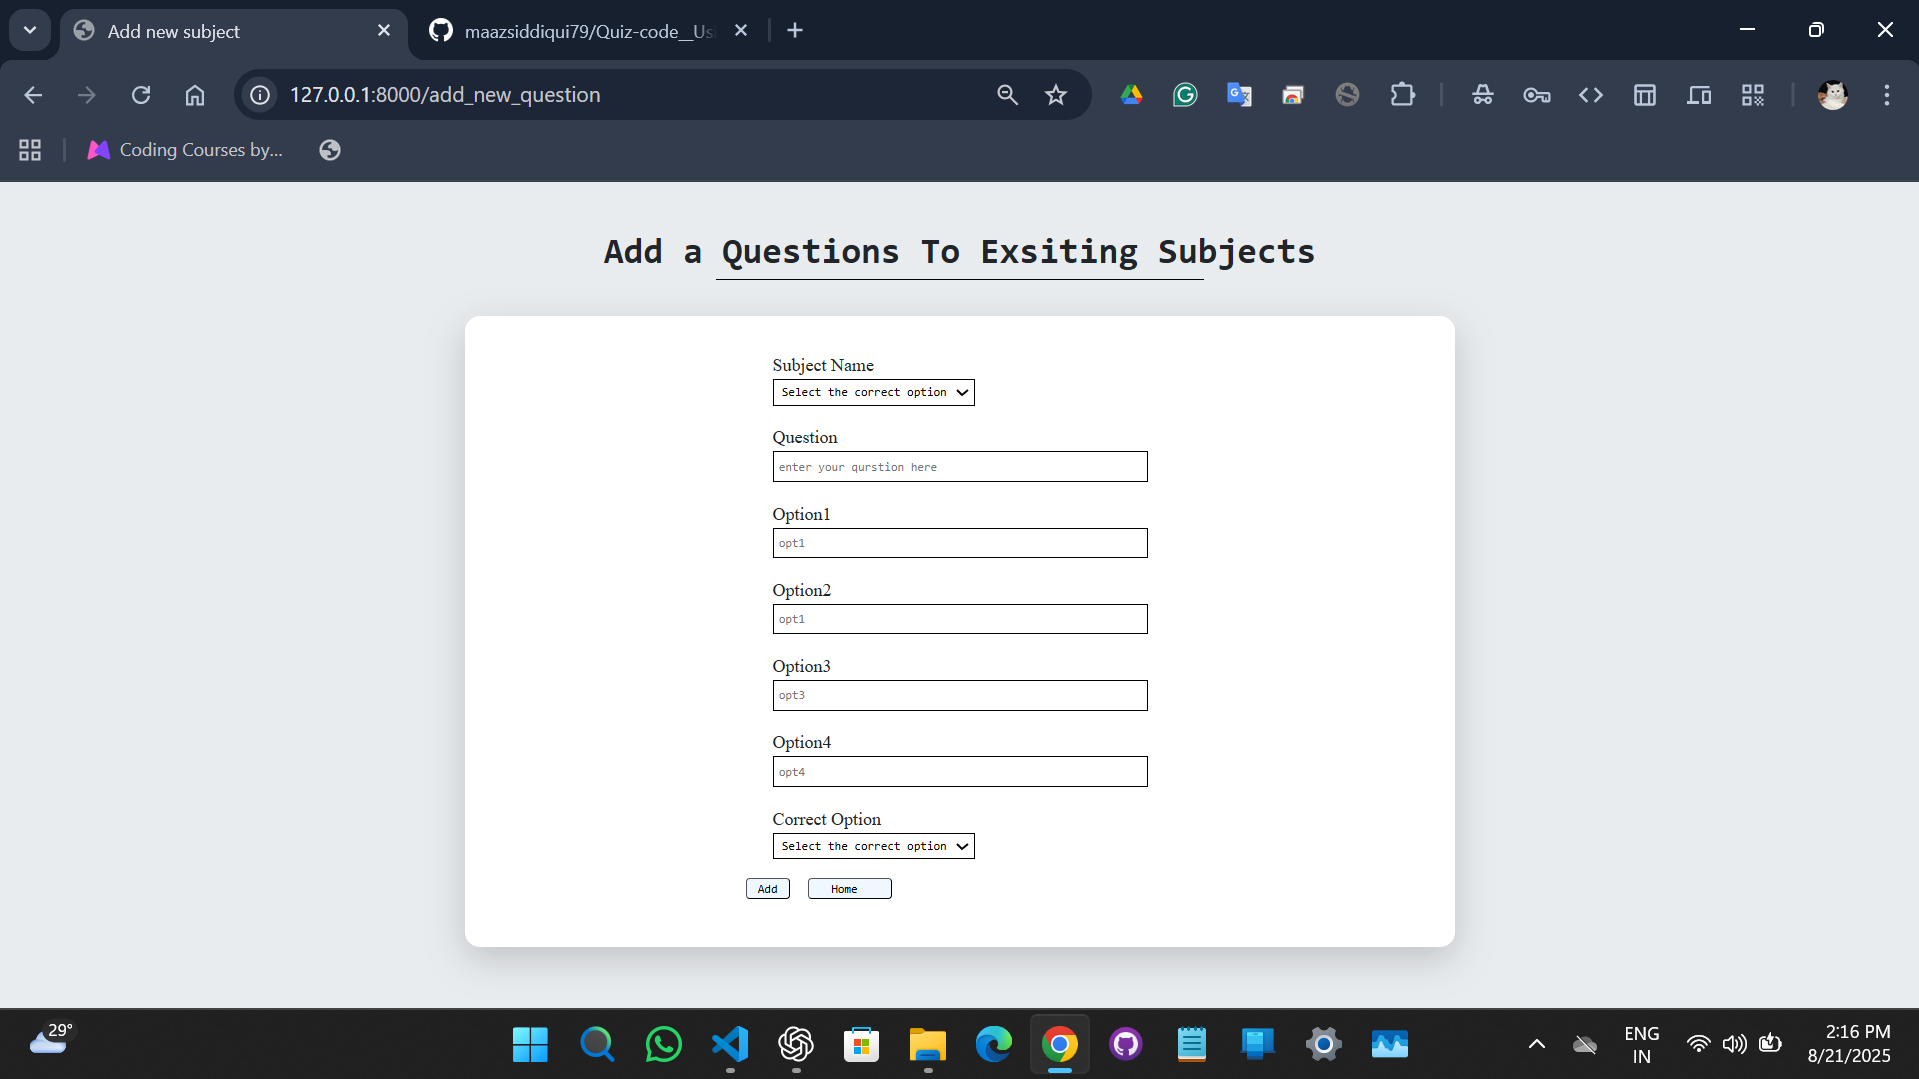 Add new subject
maazsiddiqui79/Quiz-code__Us
127.0.0.1:8000/add_new_question
Coding Courses by...
Add a Questions To Exsiting Subjects
Subject Name
Select the correct option
Question
enter your qurstion here
Option1
opt1
Option2
opt1
Option3
opt3
Option4
opt4
Correct Option
Select the correct option
Add Home
29°
ENG
IN
2:16 PM
8/21/2025